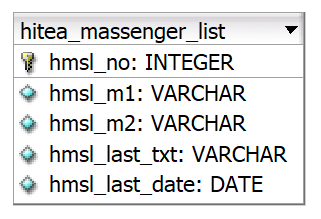 hitea_massenger_list
hmsl_no: INTEGER
hmsl_m1: VARCHAR
hmsl_m2: VARCHAR
hmsl_last_txt: VARCHAR
hmsl_last_date: DATE